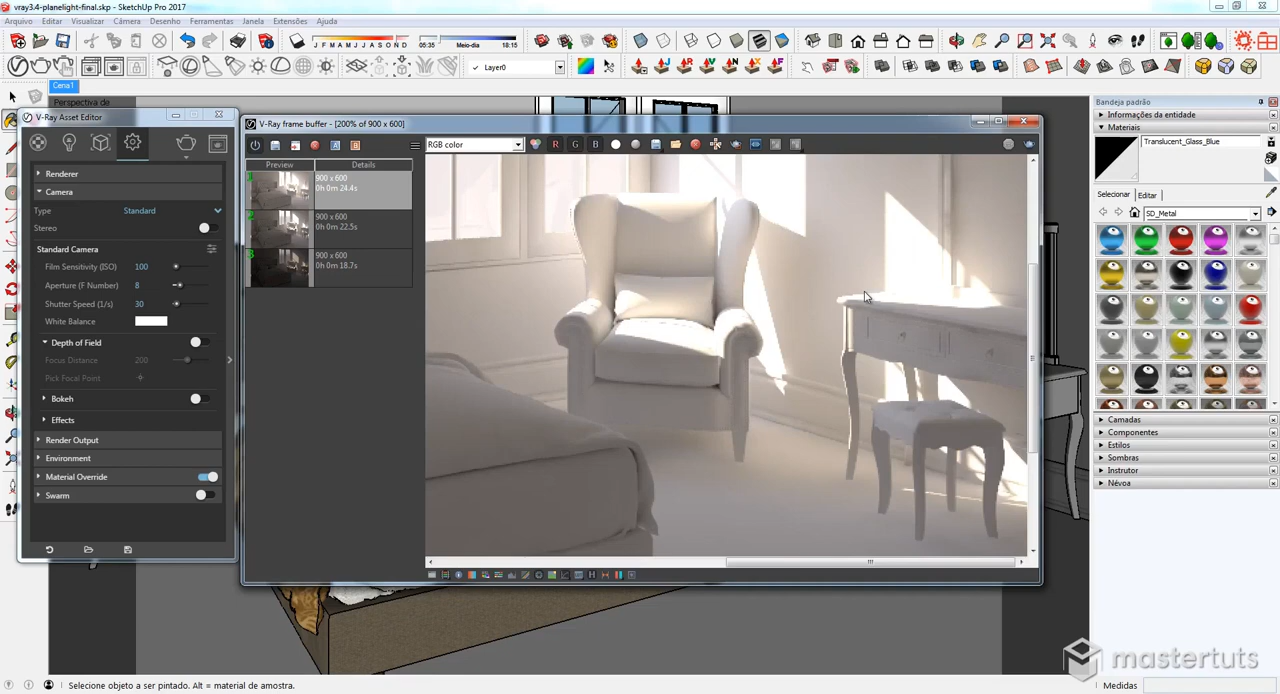 vray3.4-planelight-final.skp - SketchUp Pro 2017
Arquivo Editar Visualizar Câmera Desenho Ferramentas Janela Extensões Ajuda
J F M A M J J A S O N D 05:35 Meio-dia 18:15
Layer0
Cena1
Perspectiva de
V-Ray Asset Editor
Renderer
Camera
Type Standard
Stereo
Standard Camera
Film Sensitivity (ISO) 100
Aperture (F Number) 8
Shutter Speed (1/s) 30
White Balance
Depth of Field
Focus Distance 200
Pick Focal Point
Bokeh
Effects
Render Output
Environment
Material Override
Swarm
V-Ray frame buffer - [200% of 900 x 600]
RGB color
R G B
Preview Details
1
900 x 600
0h 0m 24.4s
2
900 x 600
0h 0m 22.5s
3
900 x 600
0h 0m 18.7s
Bandeja padrão
Informações da entidade
Materiais
Translucent_Glass_Blue
Selecionar Editar
SD_Metal
Camadas
Componentes
Estilos
Sombras
Instrutor
Névoa
mastertuts
Selecione objeto a ser pintado. Alt = material de amostra.
Medidas